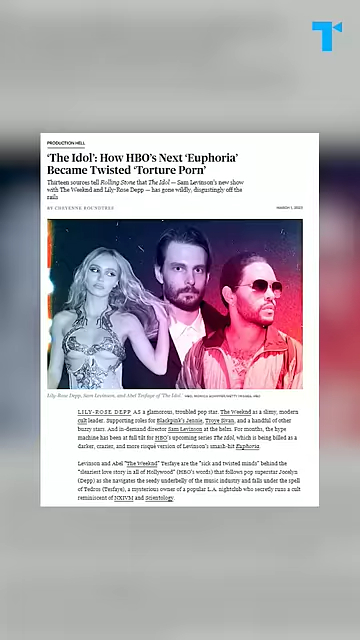 PRODUCTION HELL
‘The Idol’: How HBO’s Next ‘Euphoria’
Became Twisted ‘Torture Porn’
Thirteen sources tell Rolling Stone that The Idol — Sam Levinson’s new show
with The Weeknd and Lily-Rose Depp — has gone wildly, disgustingly off the
rails
BY CHEYENNE ROUNDTREE
MARCH 1, 2023
Lily-Rose Depp, Sam Levinson, and Abel Tesfaye of 'The Idol'
LILY-ROSE DEPP AS a glamorous, troubled pop star. The Weeknd as a slimy, modern
cult leader. Supporting roles for Blackpink’s Jennie, Troye Sivan, and a handful of other
buzzy stars. And in-demand director Sam Levinson at the helm. For months, the hype
machine has been at full tilt for HBO’s upcoming series The Idol, which is being billed as a
darker, crazier, and more risqué version of Levinson’s smash-hit Euphoria.
Levinson and Abel “The Weeknd” Tesfaye are the “sick and twisted minds” behind the
“sleaziest love story in all of Hollywood” (HBO’s words) that follows pop superstar Jocelyn
(Depp) as she navigates the seedy underbelly of the music industry and falls under the spell
of Tedros (Tesfaye), a mysterious owner of a popular L.A. nightclub who secretly runs a cult
reminiscent of NXIVM and Scientology.